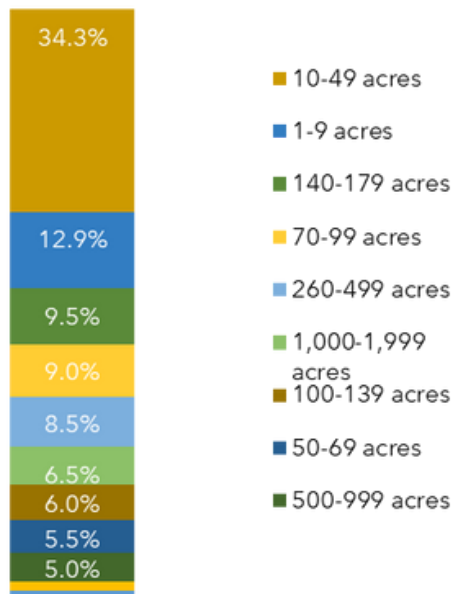 34.3%
12.9%
9.5%
9.0%
8.5%
6.5%
6.0%
5.5%
5.0%
10-49 acres
1-9 acres
140-179 acres
70-99 acres
260-499 acres
1,000-1,999
acres
100-139 acres
50-69 acres
500-999 acres